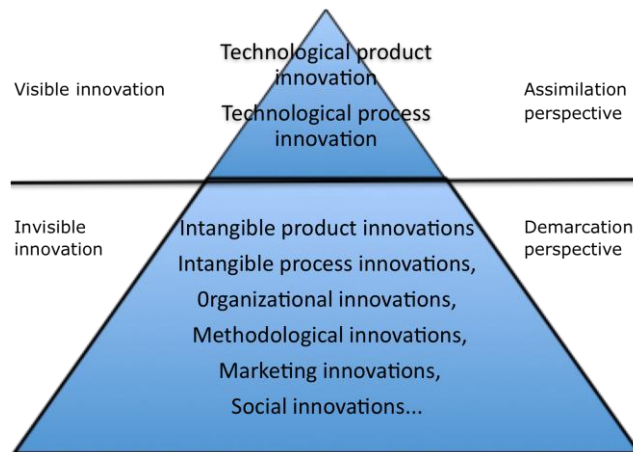 Technological product
innovation
Visible innovation
Technological process
innovation
Assimilation
perspective
Invisible
innovation
Intangible product innovations
Intangible process innovations,
0rganizational innovations,
Methodological innovations,
Marketing innovations,
Social innovations...
Demarcation
perspective